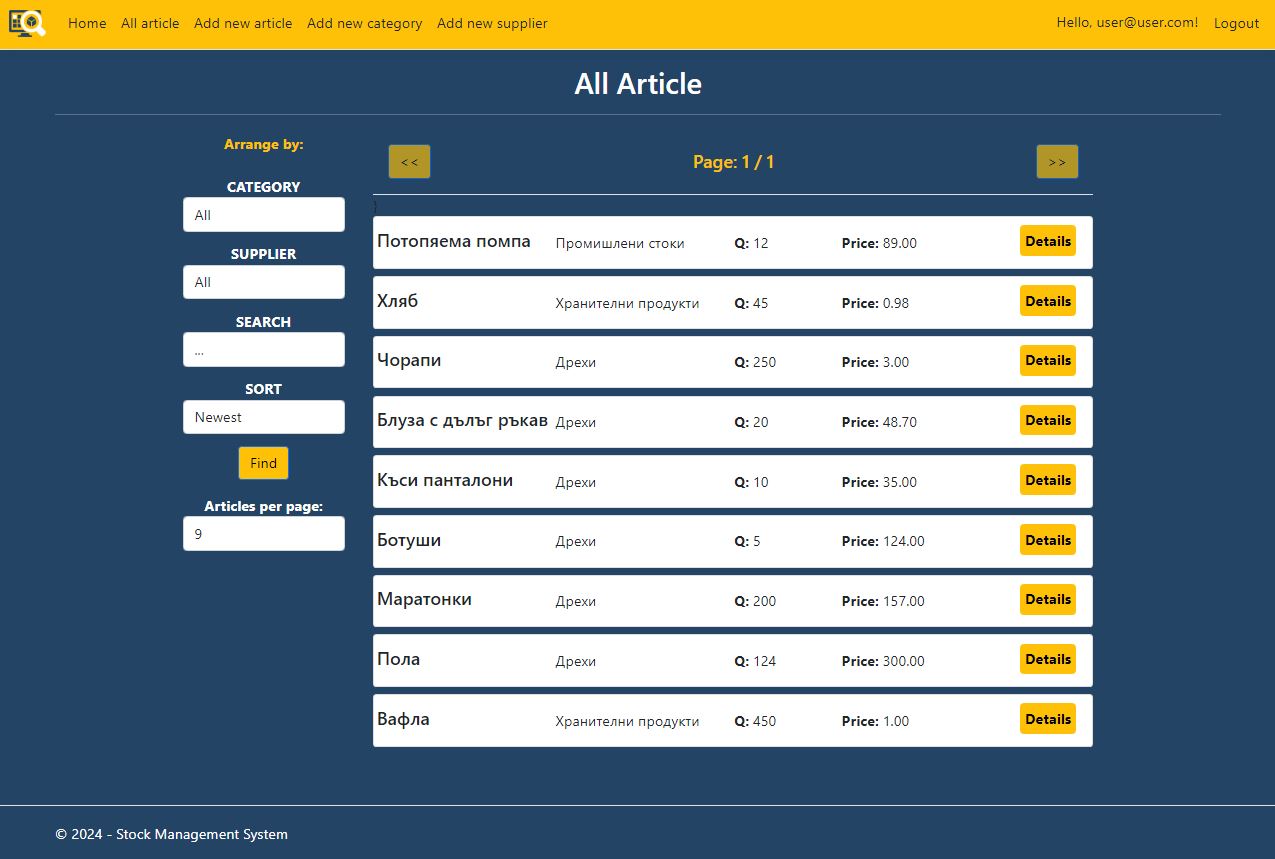 Home All article Add new article Add new category Add new supplier Hello, user@user.com! Logout
All Article
Arrange by:
CATEGORY
All
SUPPLIER
All
SEARCH
...
SORT
Newest
Find
Articles per page:
9
<< Page: 1 / 1 >>
}
Потопяема помпа Промишлени стоки Q: 12 Price: 89.00 Details
Хляб Хранителни продукти Q: 45 Price: 0.98 Details
Чорапи Дрехи Q: 250 Price: 3.00 Details
Блуза с дълъг ръкав Дрехи Q: 20 Price: 48.70 Details
Къси панталони Дрехи Q: 10 Price: 35.00 Details
Ботуши Дрехи Q: 5 Price: 124.00 Details
Маратонки Дрехи Q: 200 Price: 157.00 Details
Пола Дрехи Q: 124 Price: 300.00 Details
Вафла Хранителни продукти Q: 450 Price: 1.00 Details
© 2024 - Stock Management System